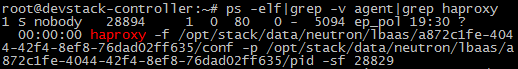 root@devstack-controller:~# ps -elf|grep -v agent|grep haproxy
1 S nobody   28894     1  0  80   0 -  5094 ep_pol 19:30 ?
  00:00:00 haproxy -f /opt/stack/data/neutron/lbaas/a872c1fe-404
4-42f4-8ef8-76dad02ff635/conf -p /opt/stack/data/neutron/lbaas/a
872c1fe-4044-42f4-8ef8-76dad02ff635/pid -sf 28829